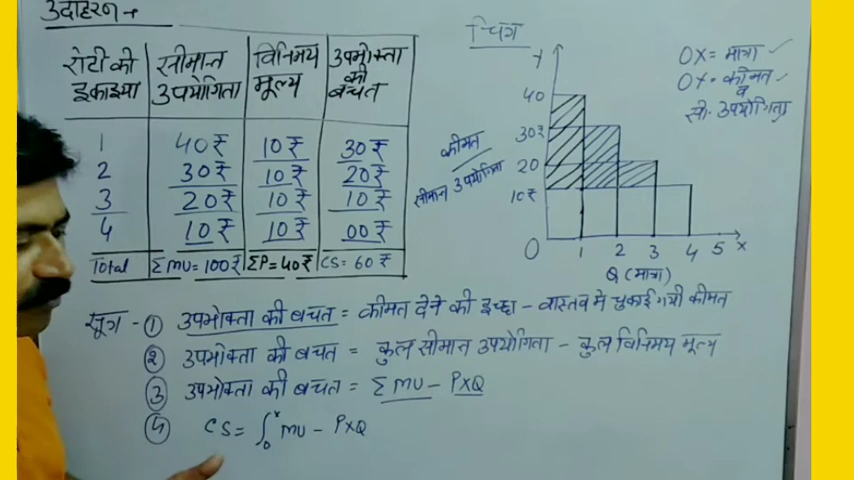 उदाहरण →
रोटी की इकाइया | सीमान्त उपयोगिता | विनिमय मूल्य | उपभोक्ता की बचत
1 | 40₹ | 10₹ | 30₹
2 | 30₹ | 10₹ | 20₹
3 | 20₹ | 10₹ | 10₹
4 | 10₹ | 10₹ | 00₹
Total | ΣMU=100₹ | ΣP=40₹ | CS=60₹
चित्र
Y
OX = मात्रा ✓
OY = कीमत ✓
व
सी. उपयोगिता
40
30₹
20
10₹
कीमत
सीमान्त उपयोगिता
0 1 2 3 4 5 X
Q (मात्रा)
सूत्र - ① उपभोक्ता की बचत = कीमत देने की इच्छा - वास्तव में चुकाई गयी कीमत
② उपभोक्ता की बचत = कुल सीमान्त उपयोगिता - कुल विनिमय मूल्य
③ उपभोक्ता की बचत = Σ MU - P×Q
④ CS = ∫₀ˣ MU - P×Q